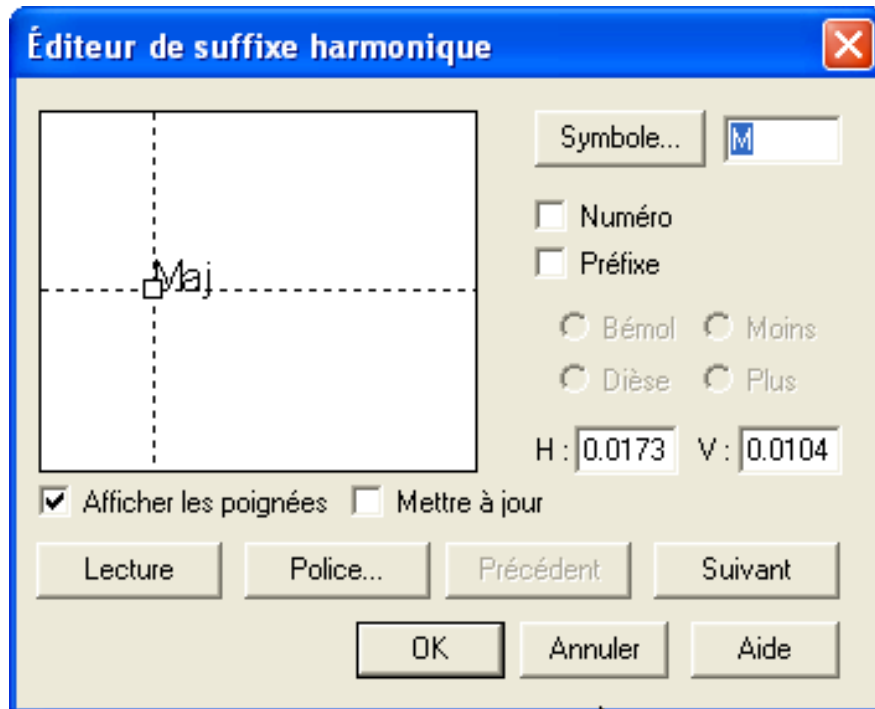 Éditeur de suffixe harmonique
Symbole... M
Numéro
Préfixe
Maj
Bémol Moins
Dièse Plus
H : 0.0173 V : 0.0104
Afficher les poignées Mettre à jour
Lecture Police... Précédent Suivant
OK Annuler Aide